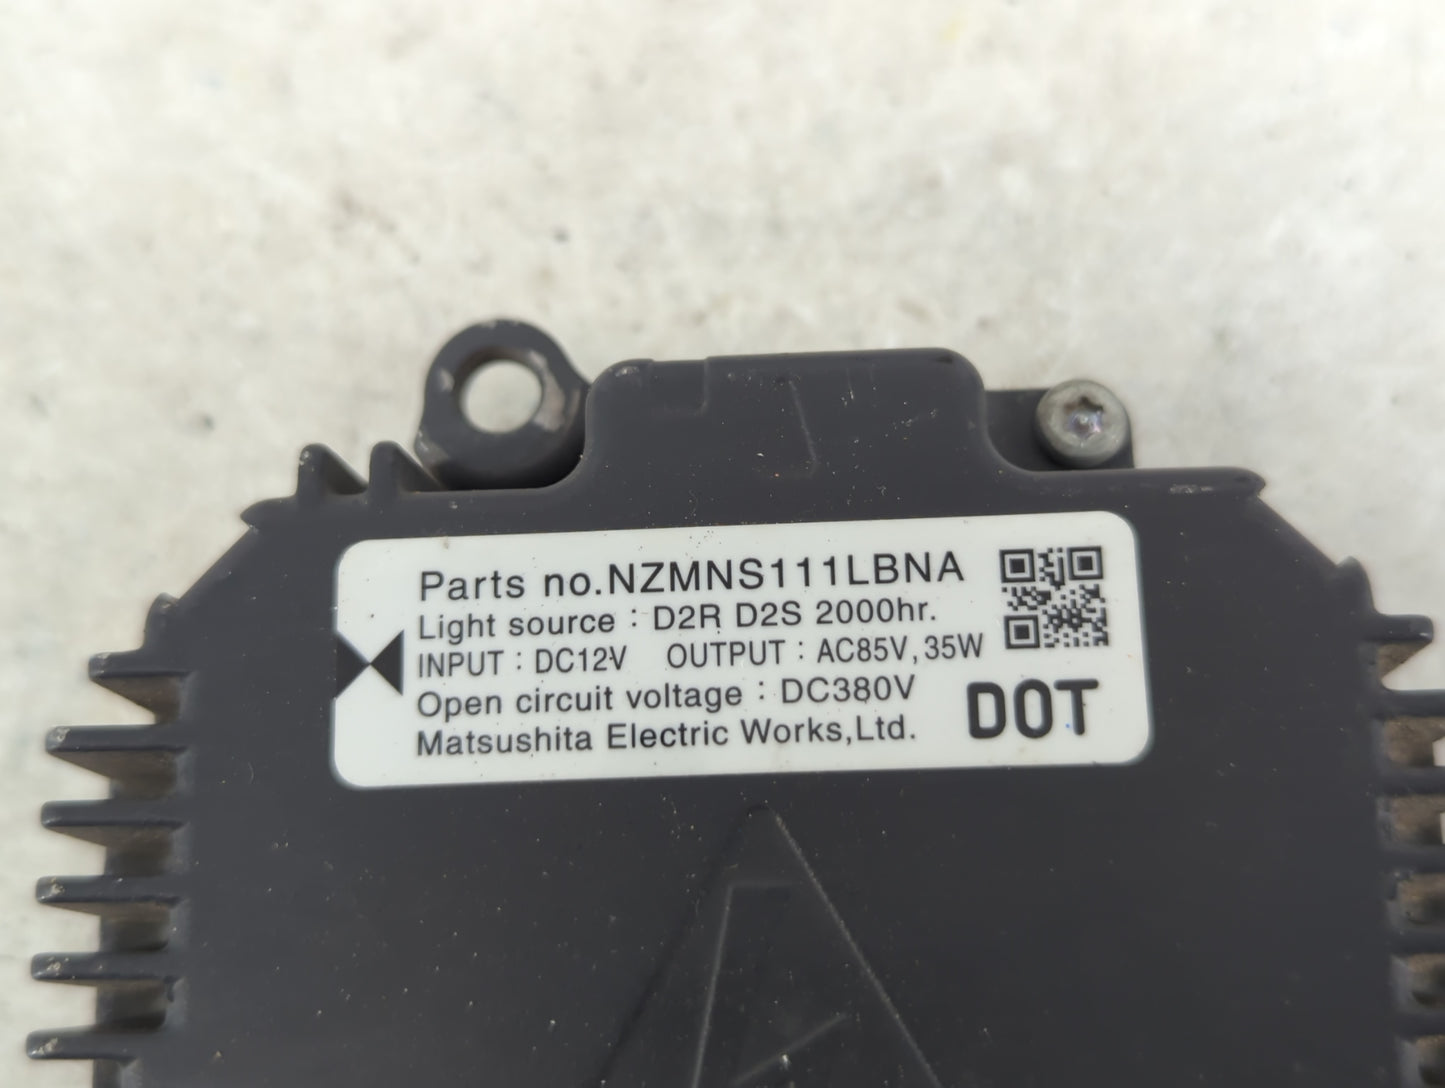 Parts no.NZMNS111LBNA
Light source : D2R D2S 2000hr.
INPUT : DC12V OUTPUT : AC85V, 35W
Open circuit voltage : DC380V
Matsushita Electric Works,Ltd.
DOT